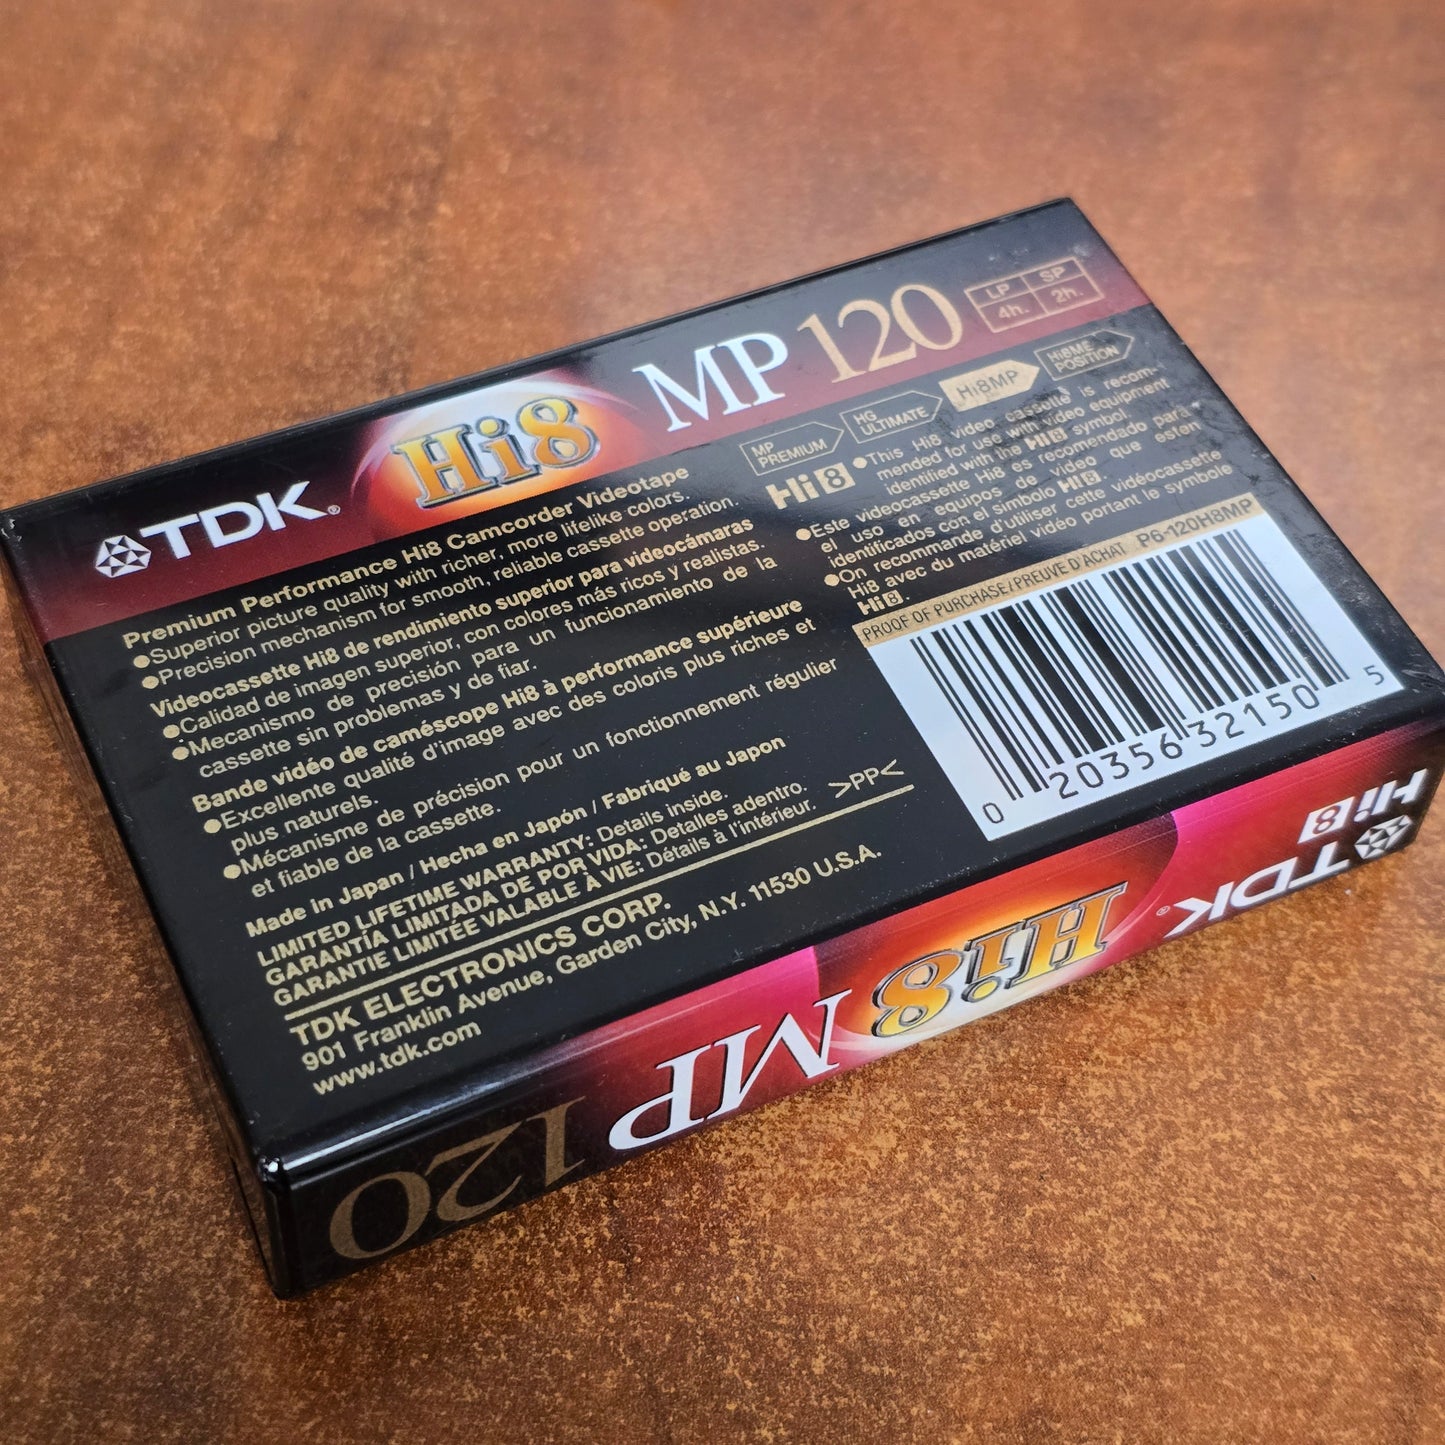 TDK®
Hi8
MP 120
LP SP
4h. 2h.
Premium Performance Hi8 Camcorder Videotape
●Superior picture quality with richer, more lifelike colors.
●Precision mechanism for smooth, reliable cassette operation.
Videocassette Hi8 de rendimiento superior para videocámaras
●Calidad de imagen superior, con colores más ricos y realistas.
●Mecanismo de precisión para un funcionamiento de la
cassette sin problemas y de fiar.
Bande vidéo de caméscope Hi8 à performance supérieure
●Excellente qualité d'image avec des coloris plus riches et
plus naturels.
●Mécanisme de précision pour un fonctionnement régulier
et fiable de la cassette.
Made in Japan / Hecha en Japón / Fabriqué au Japon
LIMITED LIFETIME WARRANTY: Details inside.
GARANTÍA LIMITADA DE POR VIDA: Detalles adentro.
GARANTIE LIMITÉE VALABLE À VIE: Détails à l'intérieur.
>PP<
TDK ELECTRONICS CORP.
901 Franklin Avenue, Garden City, N.Y. 11530 U.S.A.
www.tdk.com
MP
PREMIUM
HG
ULTIMATE
Hi8MP
Hi8ME
POSITION
Hi8
●This Hi8 video cassette is recom-
mended for use with video equipment
identified with the Hi8 symbol.
●Este videocassette Hi8 es recomendado para
el uso en equipos de video que esten
identificados con el simbolo Hi8.
●On recommande d'utiliser cette vidéocassette
Hi8 avec du matériel vidéo portant le symbole
Hi8.
PROOF OF PURCHASE/PREUVE D'ACHAT P6-120H8MP
0 20356 32150 5
Hi8
TDK®
Hi8
MP 120